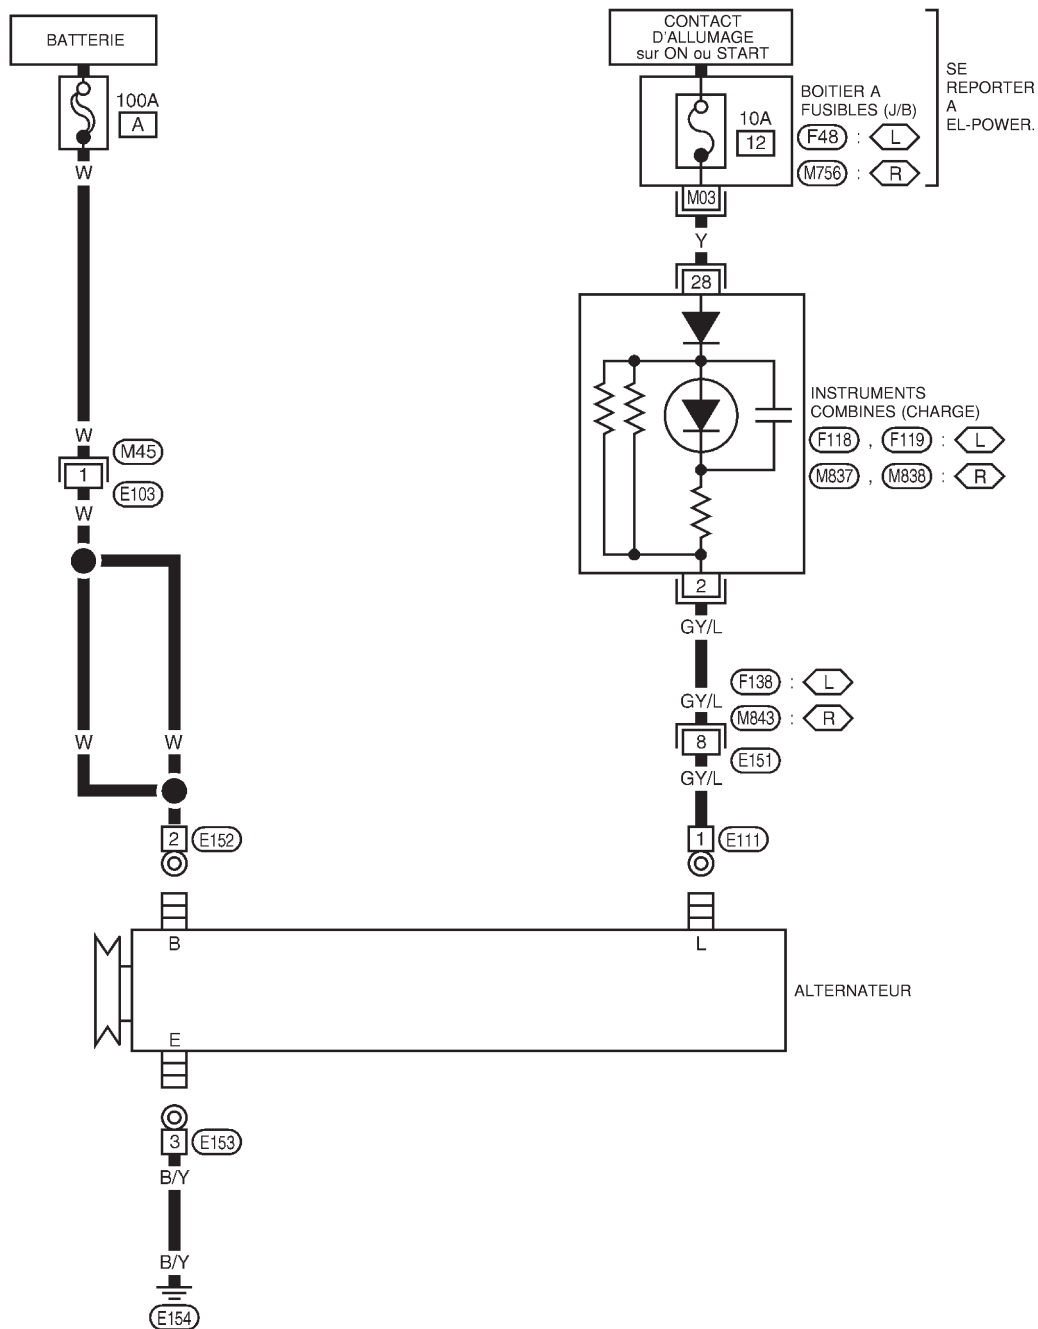 BATTERIE
100A
A
W
W
M45
1
E103
W
W
W
2
E152
B
E
3
E153
B/Y
B/Y
E154
CONTACT
D'ALLUMAGE
sur ON ou START
10A
12
BOITIER A
FUSIBLES (J/B)
F48 : L
M756 : R
SE
REPORTER
A
EL-POWER.
M03
Y
28
INSTRUMENTS
COMBINES (CHARGE)
F118 , F119 : L
M837 , M838 : R
2
GY/L
GY/L
F138 : L
M843 : R
8
E151
GY/L
1
E111
L
ALTERNATEUR